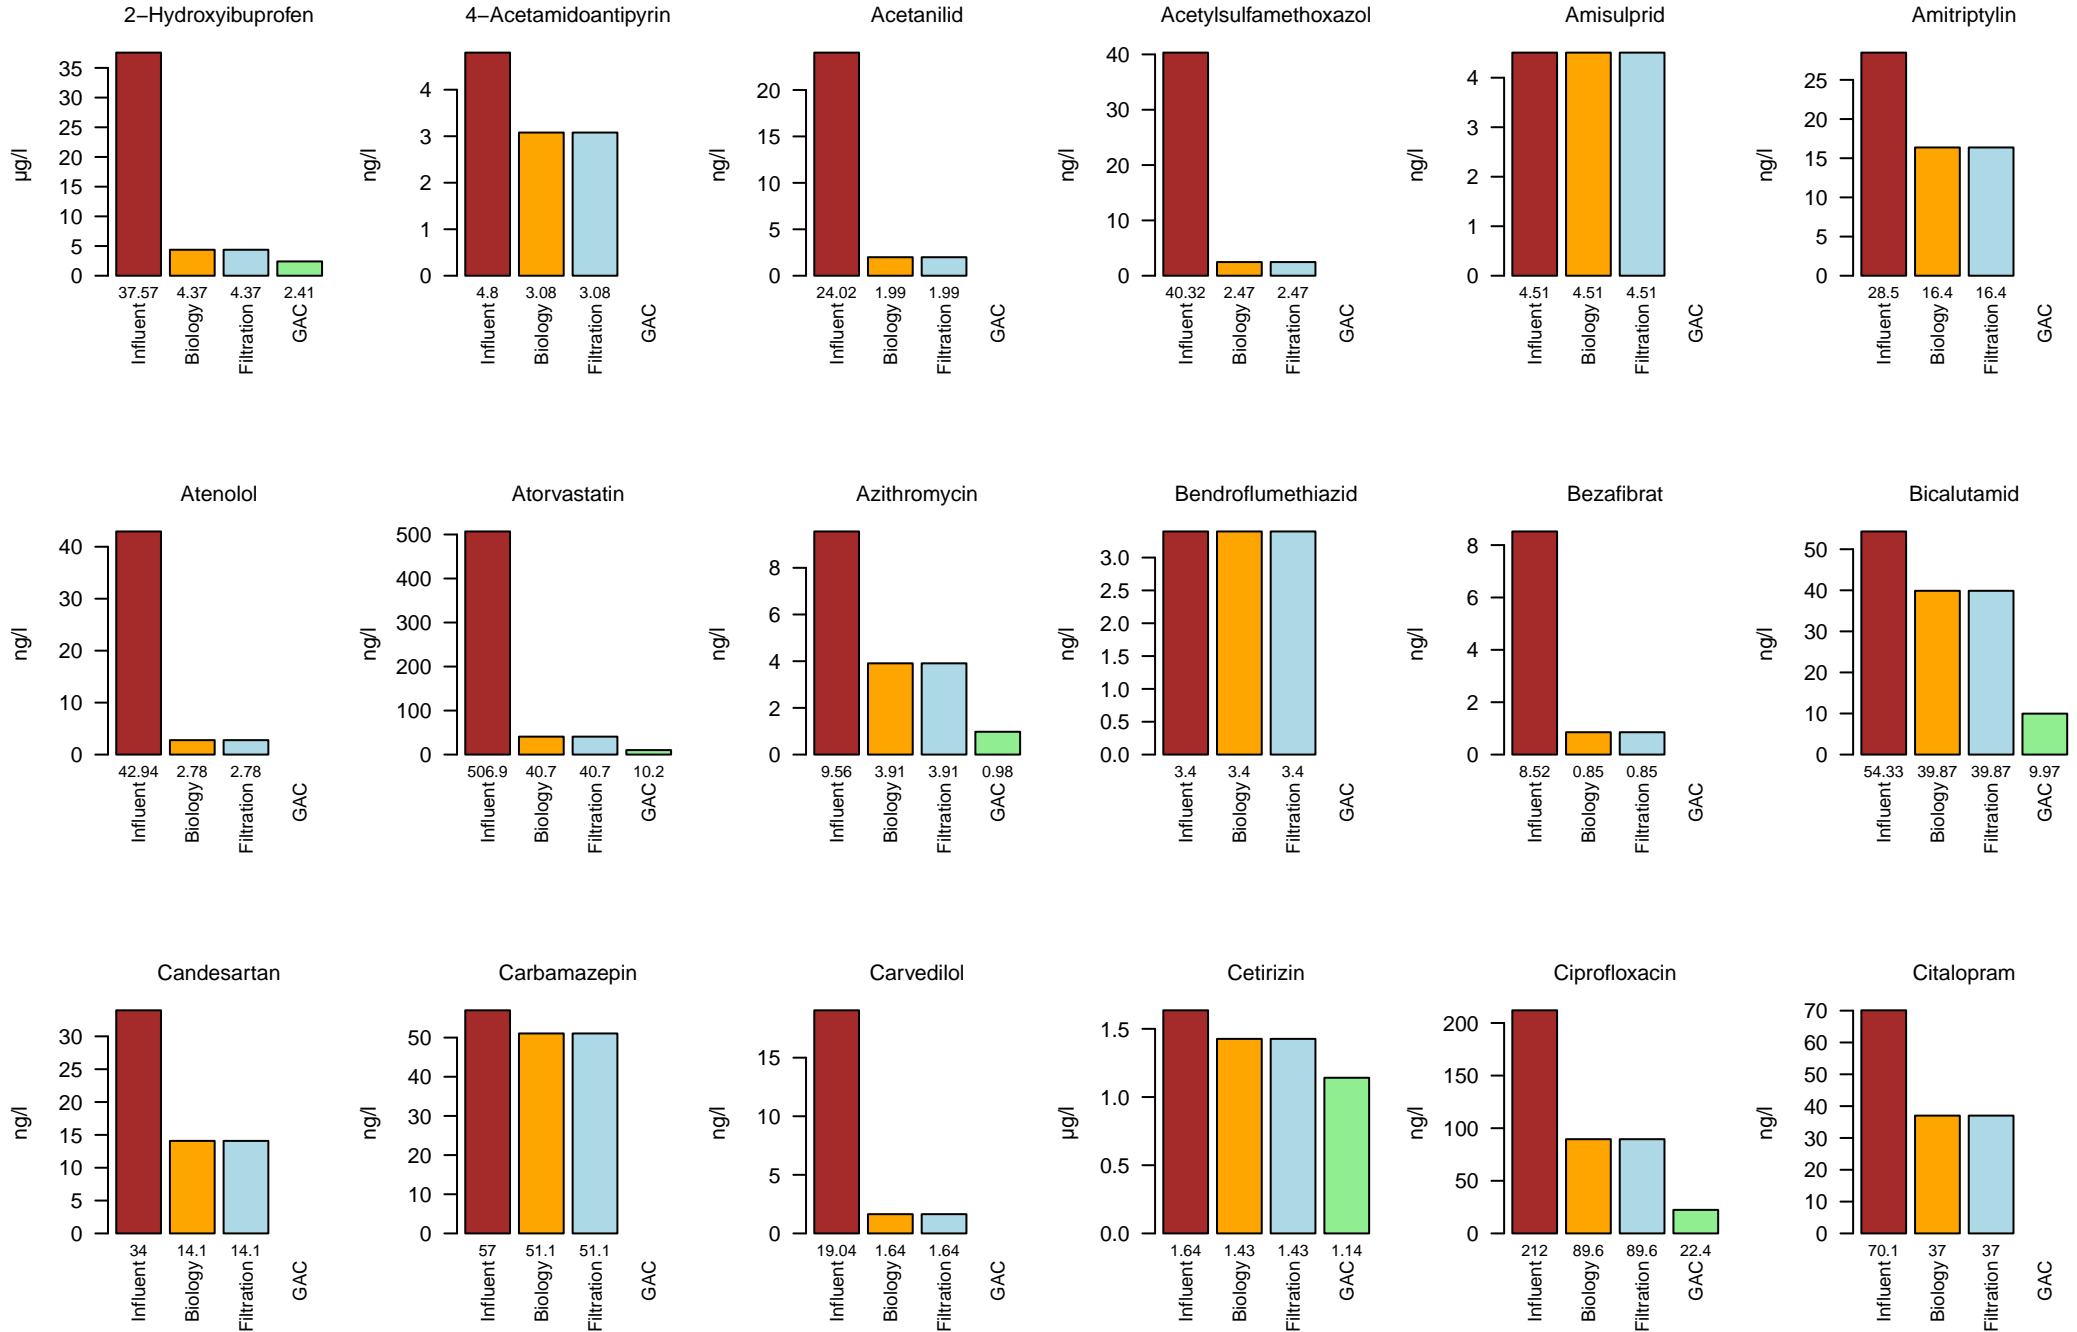 2−Hydroxyibuprofen
µg/l
35
30
25
20
15
10
5
0
37.57 4.37 4.37 2.41
Influent Biology Filtration GAC
4−Acetamidoantipyrin
ng/l
4
3
2
1
0
4.8 3.08 3.08
Influent Biology Filtration GAC
Acetanilid
ng/l
20
15
10
5
0
24.02 1.99 1.99
Influent Biology Filtration GAC
Acetylsulfamethoxazol
ng/l
40
30
20
10
0
40.32 2.47 2.47
Influent Biology Filtration GAC
Amisulprid
ng/l
4
3
2
1
0
4.51 4.51 4.51
Influent Biology Filtration GAC
Amitriptylin
ng/l
25
20
15
10
5
0
28.5 16.4 16.4
Influent Biology Filtration GAC
Atenolol
ng/l
40
30
20
10
0
42.94 2.78 2.78
Influent Biology Filtration GAC
Atorvastatin
ng/l
500
400
300
200
100
0
506.9 40.7 40.7 10.2
Influent Biology Filtration GAC
Azithromycin
ng/l
8
6
4
2
0
9.56 3.91 3.91 0.98
Influent Biology Filtration GAC
Bendroflumethiazid
ng/l
3.0
2.5
2.0
1.5
1.0
0.5
0.0
3.4 3.4 3.4
Influent Biology Filtration GAC
Bezafibrat
ng/l
8
6
4
2
0
8.52 0.85 0.85
Influent Biology Filtration GAC
Bicalutamid
ng/l
50
40
30
20
10
0
54.33 39.87 39.87 9.97
Influent Biology Filtration GAC
Candesartan
ng/l
30
25
20
15
10
5
0
34 14.1 14.1
Influent Biology Filtration GAC
Carbamazepin
ng/l
50
40
30
20
10
0
57 51.1 51.1
Influent Biology Filtration GAC
Carvedilol
ng/l
15
10
5
0
19.04 1.64 1.64
Influent Biology Filtration GAC
Cetirizin
µg/l
1.5
1.0
0.5
0.0
1.64 1.43 1.43 1.14
Influent Biology Filtration GAC
Ciprofloxacin
ng/l
200
150
100
50
0
212 89.6 89.6 22.4
Influent Biology Filtration GAC
Citalopram
ng/l
70
60
50
40
30
20
10
0
70.1 37 37
Influent Biology Filtration GAC